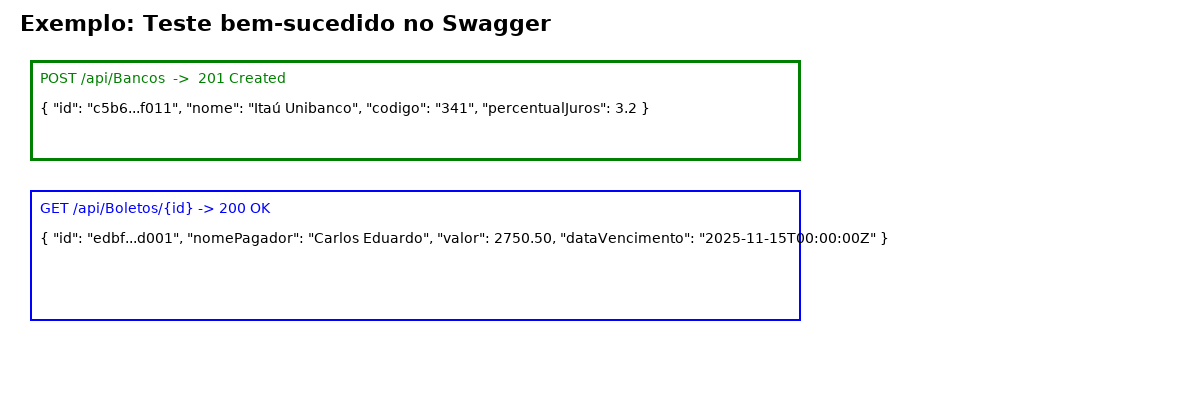 Exemplo: Teste bem-sucedido no Swagger
POST /api/Bancos  ->  201 Created
{ "id": "c5b6...f011", "nome": "Itaú Unibanco", "codigo": "341", "percentualJuros": 3.2 }
GET /api/Boletos/{id} -> 200 OK
{ "id": "edbf...d001", "nomePagador": "Carlos Eduardo", "valor": 2750.50, "dataVencimento": "2025-11-15T00:00:00Z" }